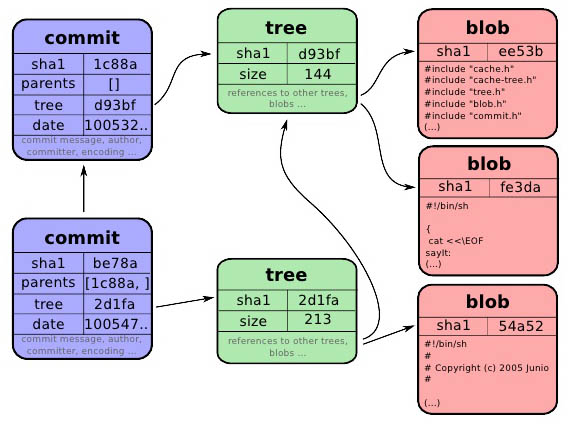 commit
sha1 1c88a
parents []
tree d93bf
date 100532..
commit message, author,
committer, encoding ...
tree
sha1 d93bf
size 144
references to other trees,
blobs ...
blob
sha1 ee53b
#include "cache.h"
#include "cache-tree.h"
#include "tree.h"
#include "blob.h"
#include "commit.h"
(...)
blob
sha1 fe3da
#!/bin/sh
{
cat <<\EOF
sayIt:
(...)
commit
sha1 be78a
parents [1c88a, ]
tree 2d1fa
date 100547..
commit message, author,
committer, encoding ...
tree
sha1 2d1fa
size 213
references to other trees,
blobs ...
blob
sha1 54a52
#!/bin/sh
#
# Copyright (c) 2005 Junio
#
(...)